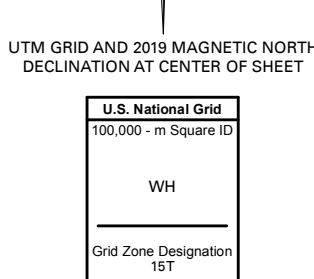 UTM GRID AND 2019 MAGNETIC NORTH
DECLINATION AT CENTER OF SHEET
U.S. National Grid
100,000 - m Square ID
WH
Grid Zone Designation
15T